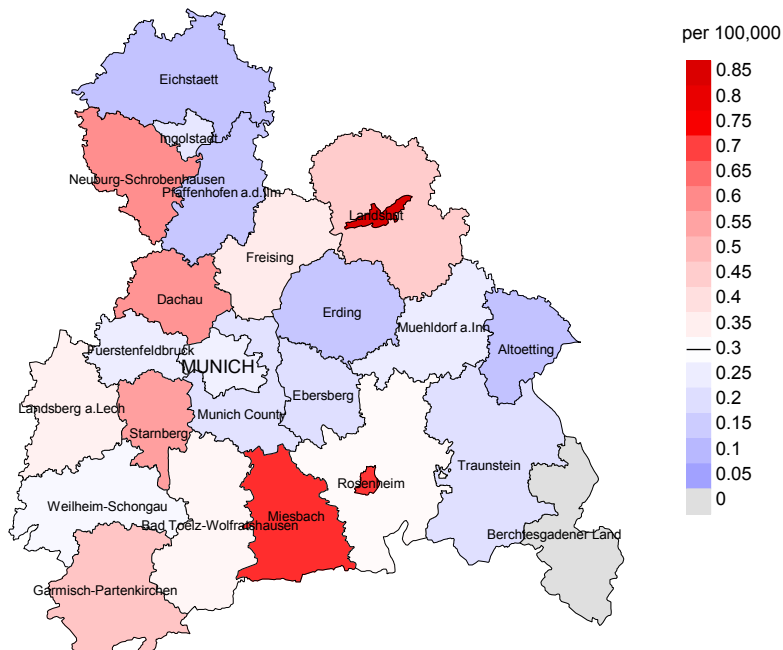 per 100,000
0.85
0.8
0.75
0.7
0.65
0.6
0.55
0.5
0.45
0.4
0.35
0.3
0.25
0.2
0.15
0.1
0.05
0
Eichstaett
Ingolstadt
Neuburg-Schrobenhausen
Pfaffenhofen a.d.Ilm
Landshut
Freising
Dachau
Erding
Muehldorf a.Inn
Altoetting
Fuerstenfeldbruck
MUNICH
Ebersberg
Landsberg a.Lech
Munich County
Starnberg
Traunstein
Rosenheim
Weilheim-Schongau
Miesbach
Bad Toelz-Wolfratshausen
Berchtesgadener Land
Garmisch-Partenkirchen